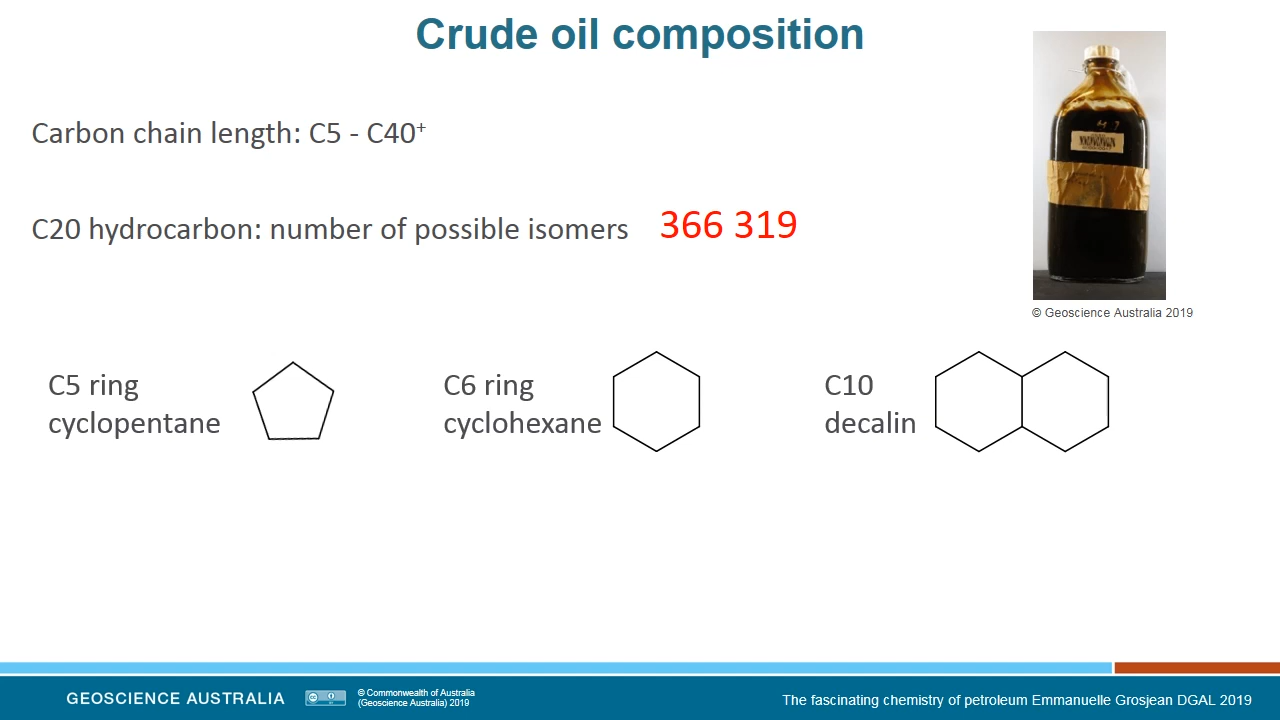 Crude oil composition
Carbon chain length: C5 - C40⁺
C20 hydrocarbon: number of possible isomers 366 319
© Geoscience Australia 2019
C5 ring
cyclopentane
C6 ring
cyclohexane
C10
decalin
GEOSCIENCE AUSTRALIA
© Commonwealth of Australia
(Geoscience Australia) 2019
The fascinating chemistry of petroleum Emmanuelle Grosjean DGAL 2019